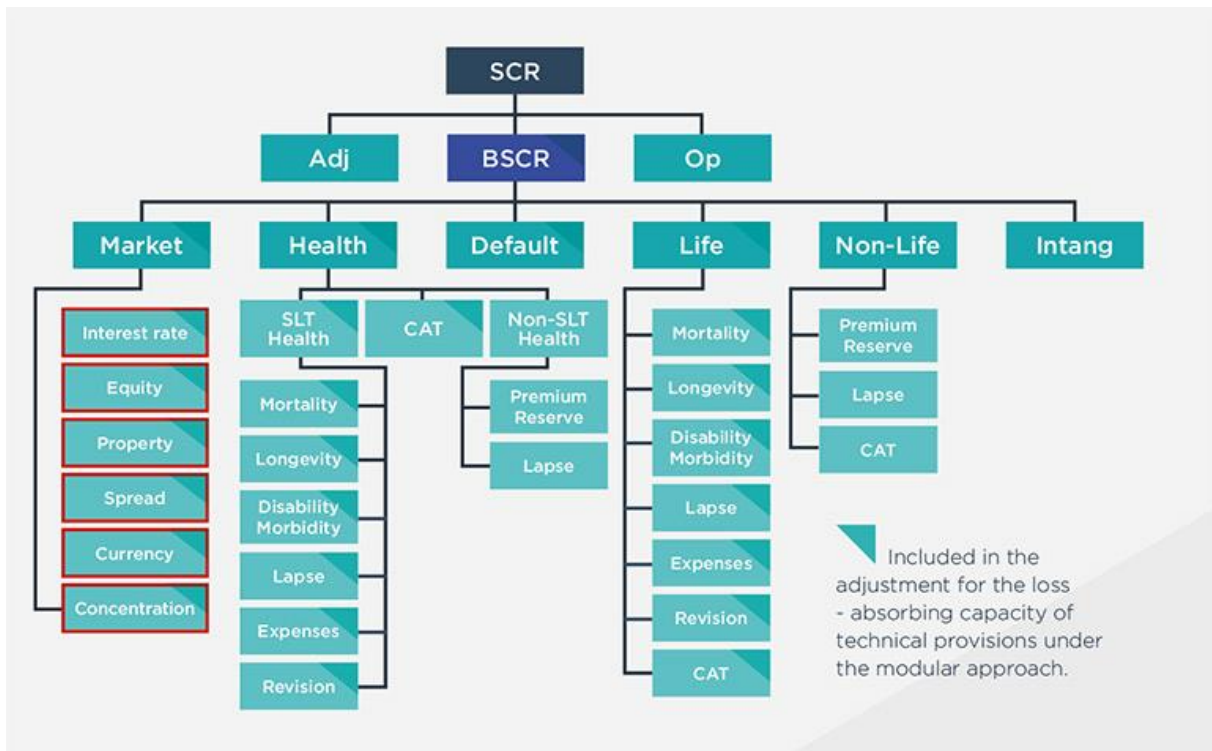 SCR
Adj
BSCR
Op
Market
Health
Default
Life
Non-Life
Intang
Interest rate
Equity
Property
Spread
Currency
Concentration
SLT
Health
CAT
Non-SLT
Health
Mortality
Longevity
Disability
Morbidity
Lapse
Expenses
Revision
Premium
Reserve
Lapse
Mortality
Longevity
Disability
Morbidity
Lapse
Expenses
Revision
CAT
Premium
Reserve
Lapse
CAT
Included in the
adjustment for the loss
- absorbing capacity of
technical provisions under
the modular approach.